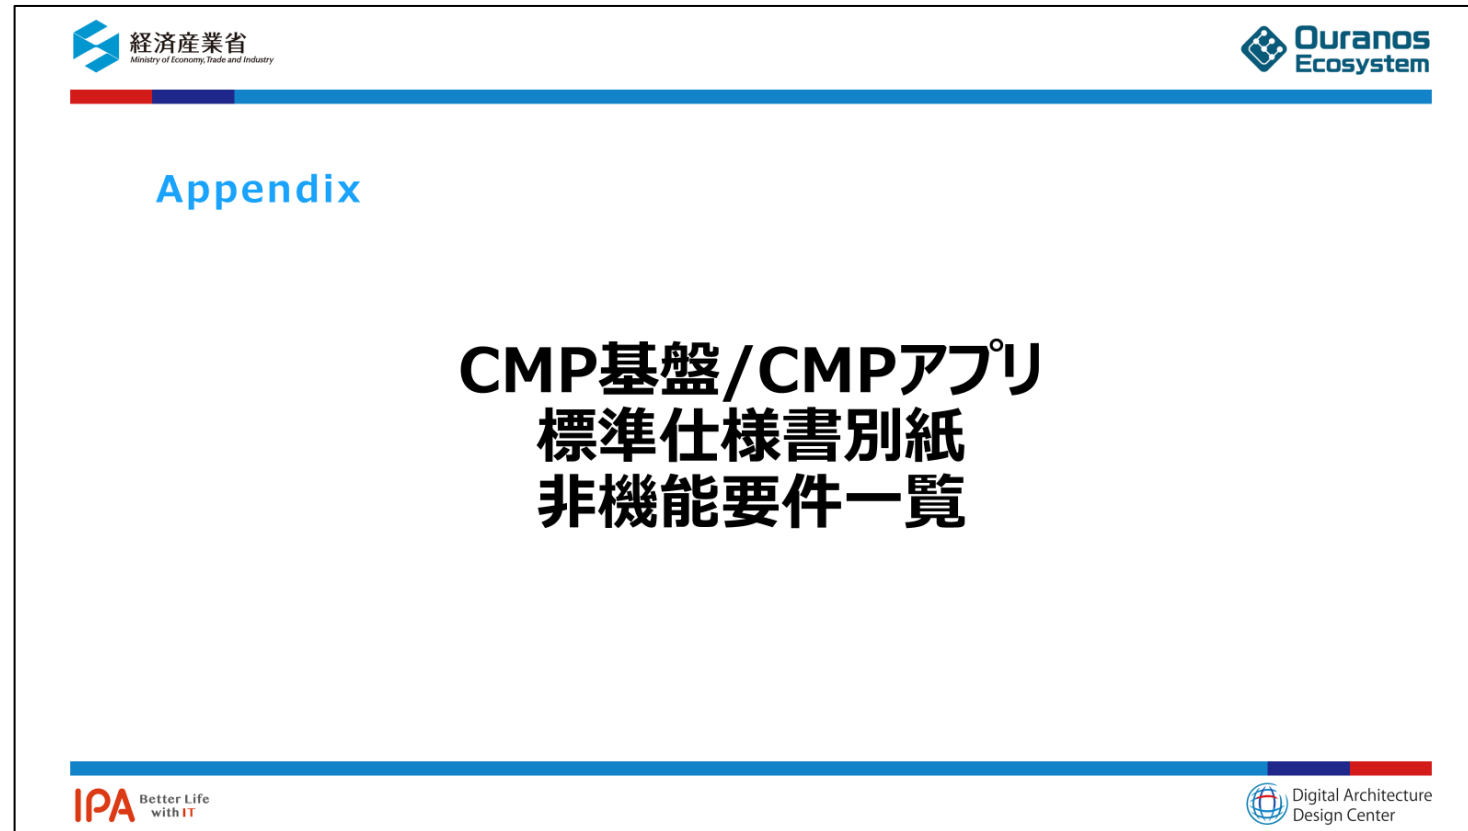 経済産業省
Ministry of Economy, Trade and Industry
Ouranos
Ecosystem
Appendix
CMP基盤/CMPアプリ
標準仕様書別紙
非機能要件一覧
IPA
Better Life
with IT
Digital Architecture
Design Center